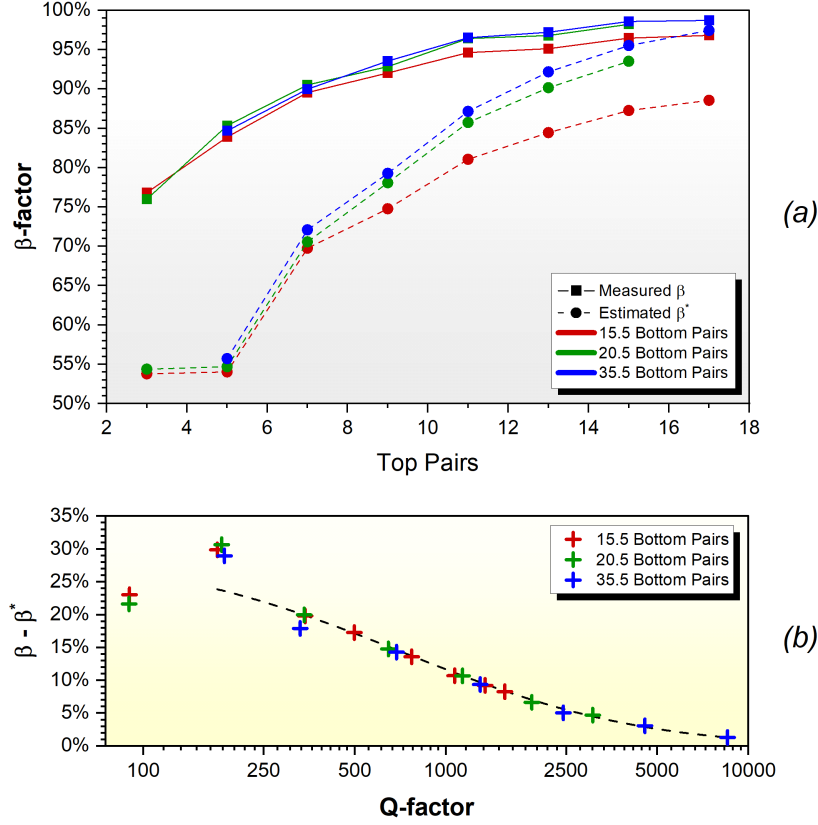 100%
95%
90%
85%
80%
75%
70%
65%
60%
55%
50%
β-factor
2 4 6 8 10 12 14 16 18
Top Pairs
Measured β
Estimated β*
15.5 Bottom Pairs
20.5 Bottom Pairs
35.5 Bottom Pairs
(a)
35%
30%
25%
20%
15%
10%
5%
0%
β - β*
15.5 Bottom Pairs
20.5 Bottom Pairs
35.5 Bottom Pairs
(b)
100 250 500 1000 2500 5000 10000
Q-factor